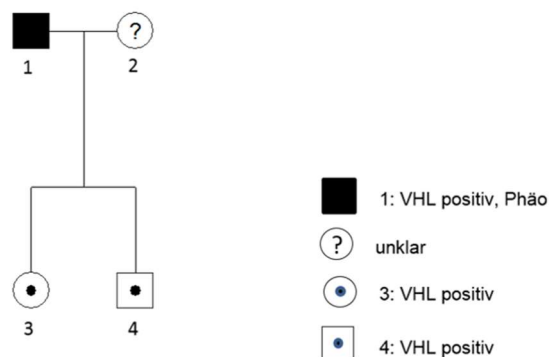 ?
1
2
3
4
1: VHL positiv, Phäo
? unklar
3: VHL positiv
4: VHL positiv